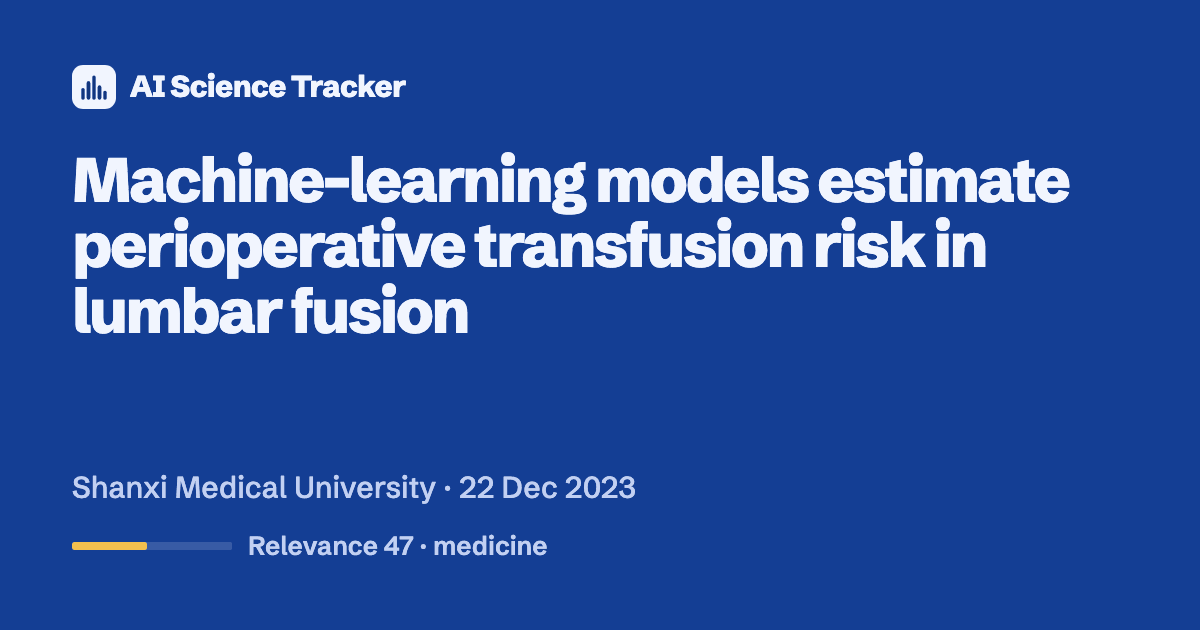 AI Science Tracker
Machine-learning models estimate
perioperative transfusion risk in
lumbar fusion
Shanxi Medical University · 22 Dec 2023
Relevance 47 · medicine